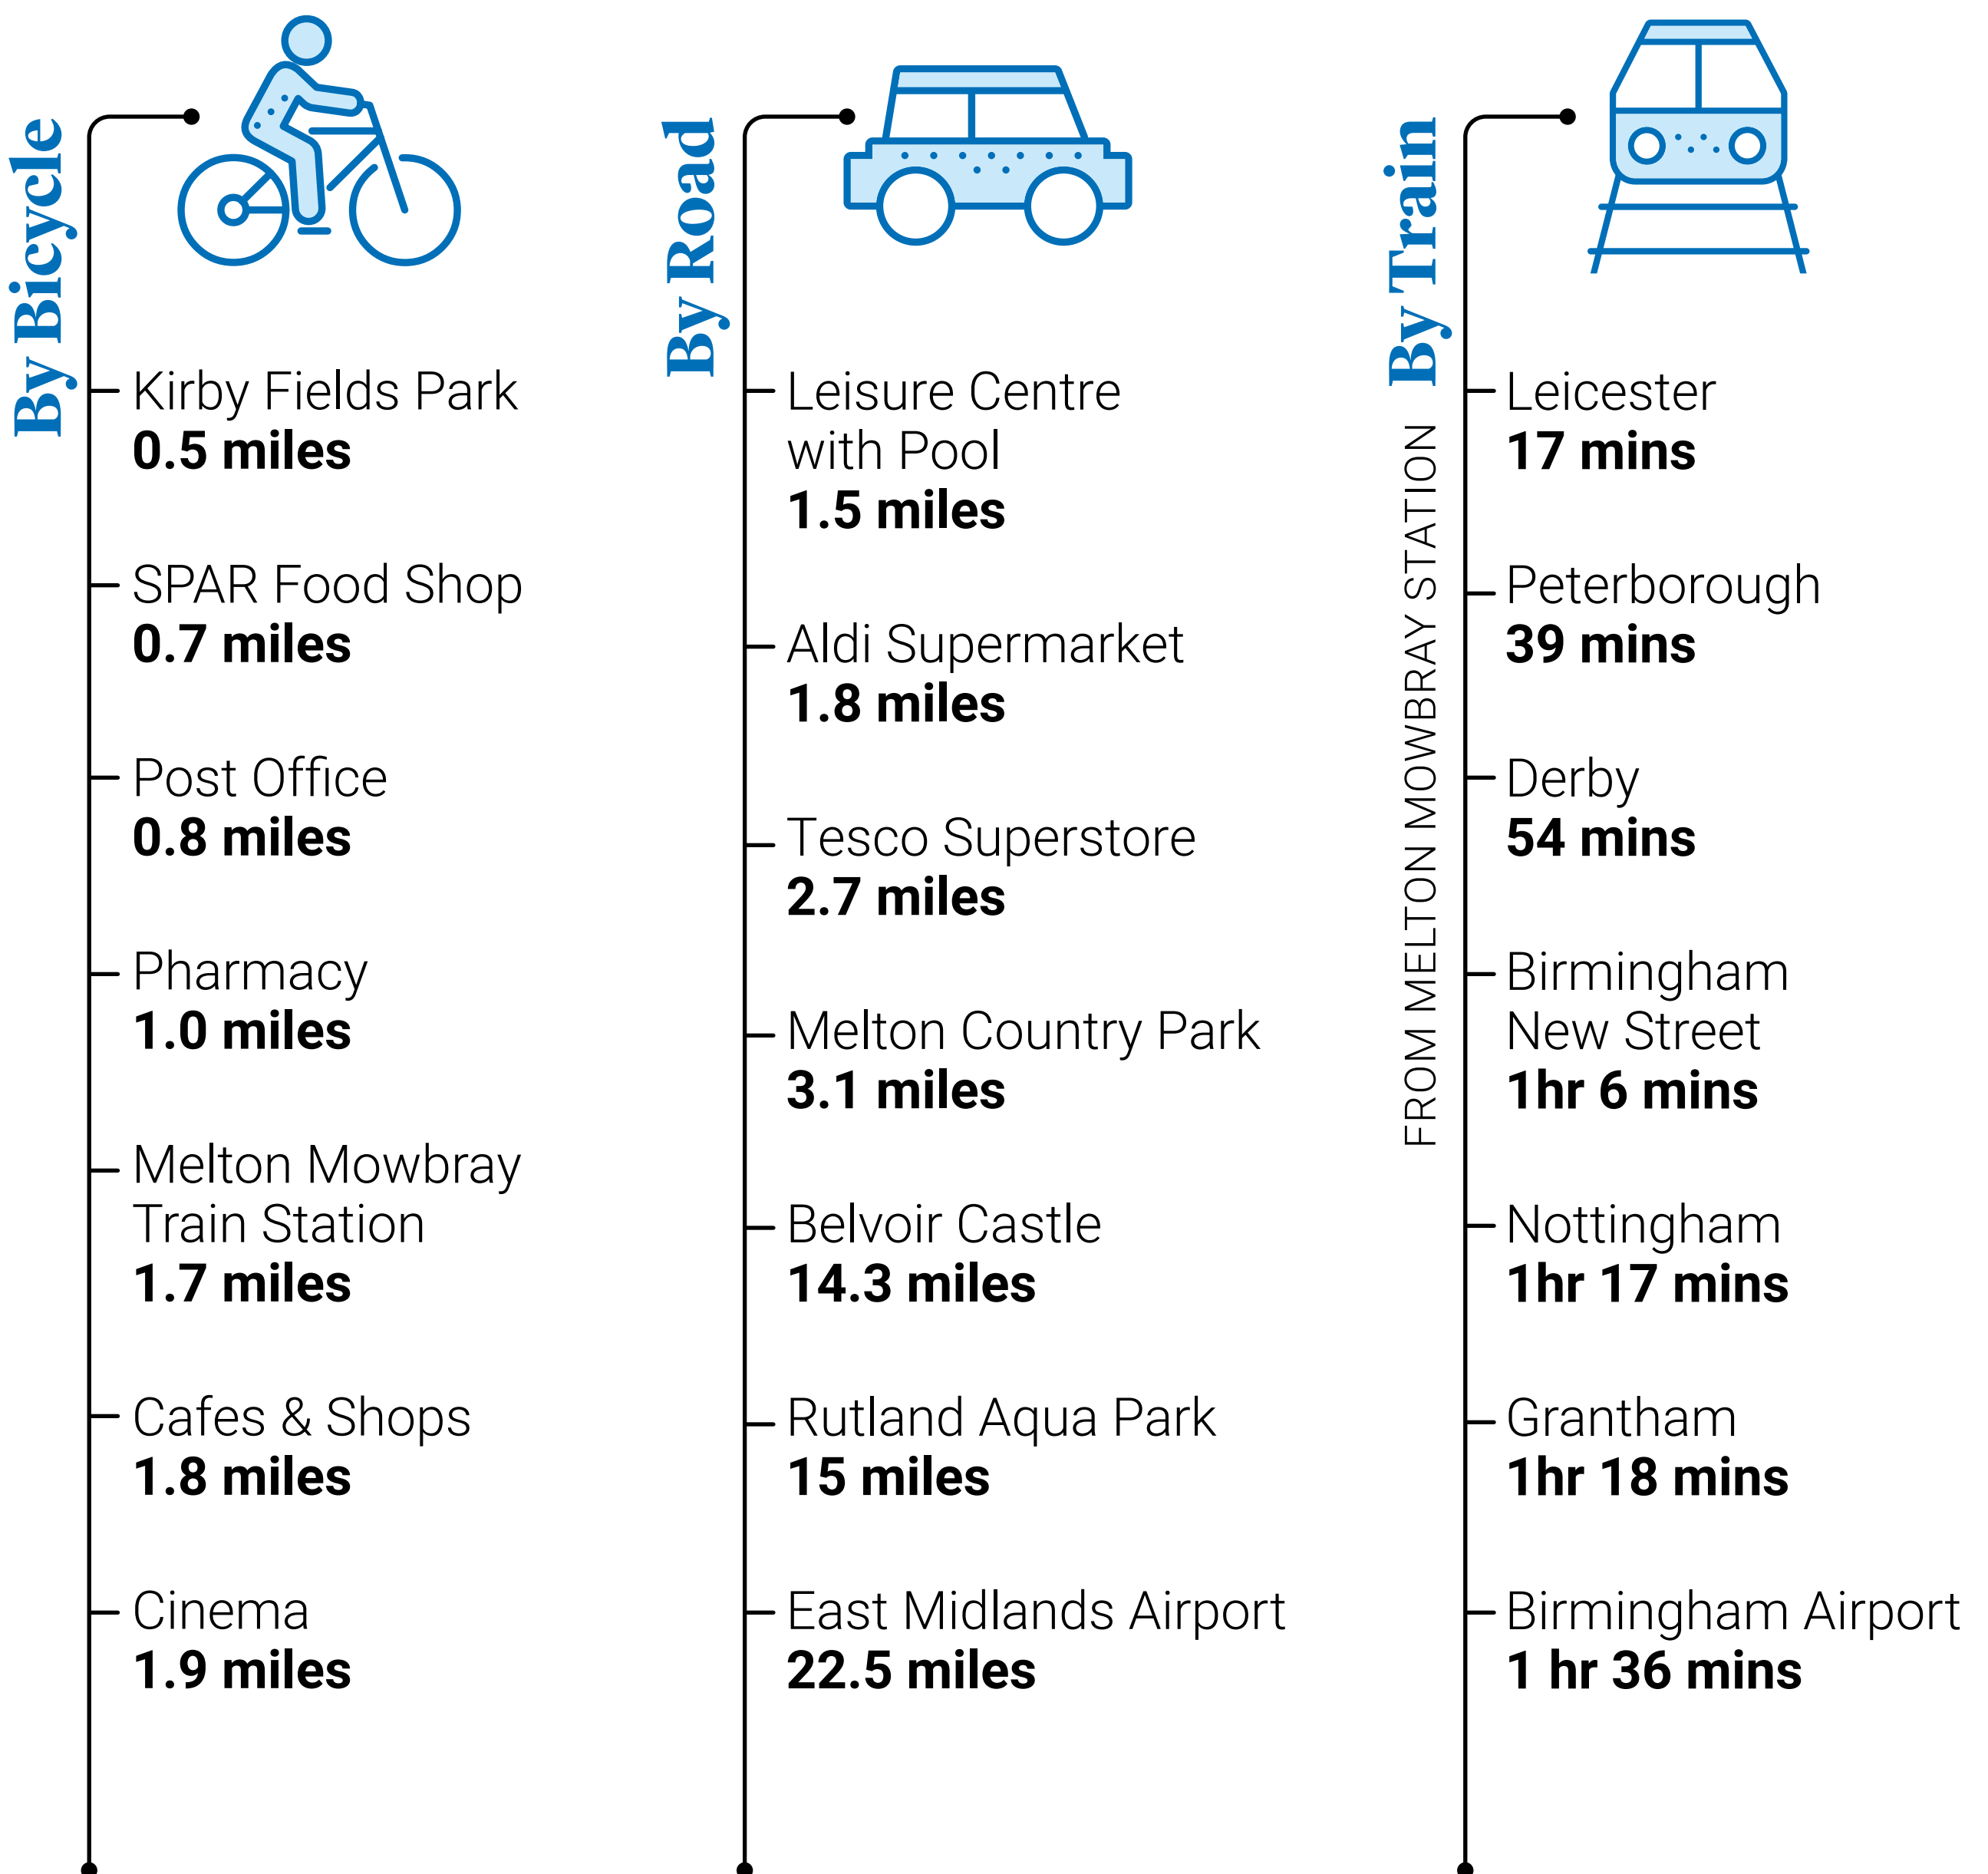 By Bicycle
Kirby Fields Park
0.5 miles
SPAR Food Shop
0.7 miles
Post Office
0.8 miles
Pharmacy
1.0 miles
Melton Mowbray
Train Station
1.7 miles
Cafes & Shops
1.8 miles
Cinema
1.9 miles
By Road
Leisure Centre
with Pool
1.5 miles
Aldi Supermarket
1.8 miles
Tesco Superstore
2.7 miles
Melton Country Park
3.1 miles
Belvoir Castle
14.3 miles
Rutland Aqua Park
15 miles
East Midlands Airport
22.5 miles
By Train
FROM MELTON MOWBRAY STATION
Leicester
17 mins
Peterborough
39 mins
Derby
54 mins
Birmingham
New Street
1hr 6 mins
Nottingham
1hr 17 mins
Grantham
1hr 18 mins
Birmingham Airport
1 hr 36 mins